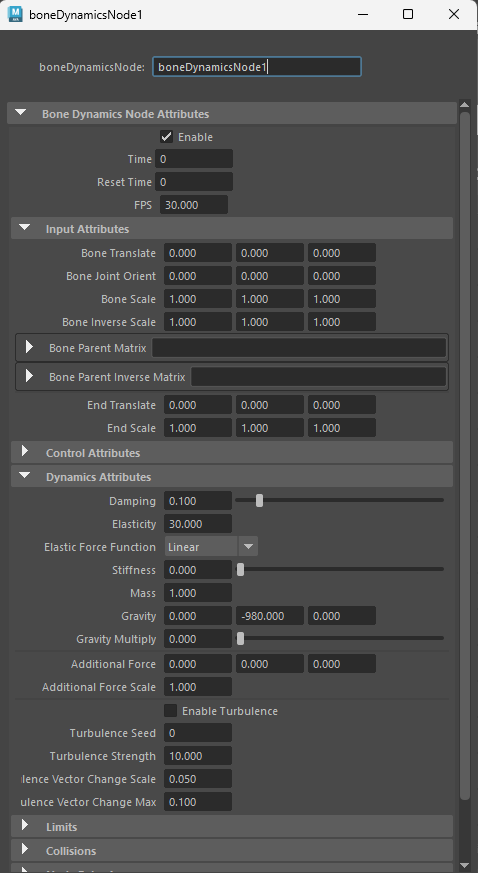 boneDynamicsNode1
boneDynamicsNode: boneDynamicsNode1
Bone Dynamics Node Attributes
Enable
Time 0
Reset Time 0
FPS 30.000
Input Attributes
Bone Translate 0.000 0.000 0.000
Bone Joint Orient 0.000 0.000 0.000
Bone Scale 1.000 1.000 1.000
Bone Inverse Scale 1.000 1.000 1.000
Bone Parent Matrix
Bone Parent Inverse Matrix
End Translate 0.000 0.000 0.000
End Scale 1.000 1.000 1.000
Control Attributes
Dynamics Attributes
Damping 0.100
Elasticity 30.000
Elastic Force Function Linear
Stiffness 0.000
Mass 1.000
Gravity 0.000 -980.000 0.000
Gravity Multiply 0.000
Additional Force 0.000 0.000 0.000
Additional Force Scale 1.000
Enable Turbulence
Turbulence Seed 0
Turbulence Strength 10.000
lence Vector Change Scale 0.050
ulence Vector Change Max 0.100
Limits
Collisions